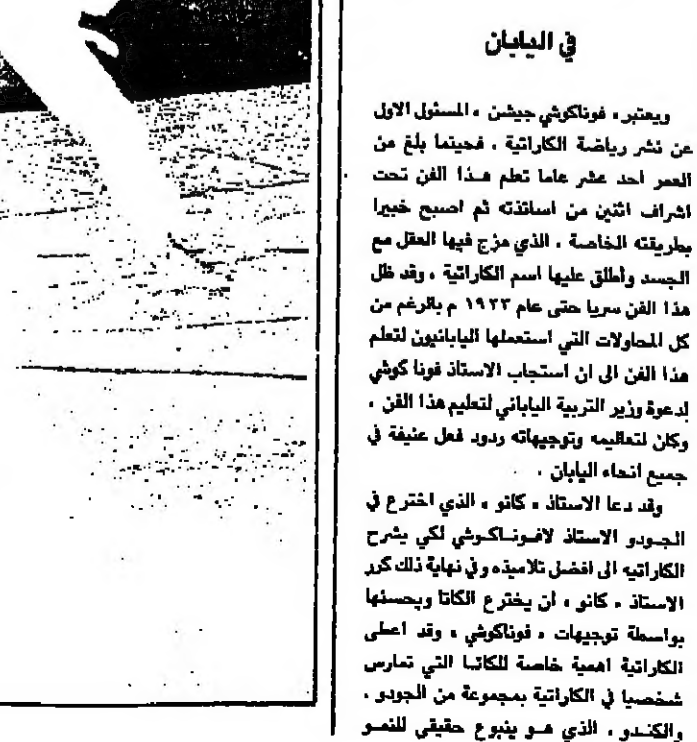 في اليابان
ويعتبر « فوناكوشي جيشن » المسئول الاول
عن نشر رياضة الكاراتية . فحينما بلغ من
العمر احد عشر عاما تعلم هذا الفن تحت
اشراف اثنين من اساتذته ثم اصبح خبيرا
بطريقته الخاصة . الذي مزج فيها العقل مع
الجسد وأطلق عليها اسم الكاراتية . وقد ظل
هذا الفن سريا حتى عام ١٩٢٢ م بالرغم من
كل المحاولات التي استعملها اليابانيون لتعلم
هذا الفن الى ان استجاب الاستاذ فونا كوشي
لدعوة وزير التربية الياباني لتعليم هذا الفن .
وكان لتعاليمه وتوجيهاته ردود فعل عنيفة في
جميع انحاء اليابان .
وقد دعا الاستاذ « كانو » الذي اخترع في
الجودو الاستاذ لافوناكوشي لكي يشرح
الكاراتيه الى افضل تلاميذه وفي نهاية ذلك كرر
الاستاذ « كانو » أن يخترع الكاتا ويحسنها
بواسطة توجيهات « فوناكوشي » وقد اعطى
الكاراتية اهمية خاصة للكاتا التي تمارس
شخصيا في الكاراتية بمجموعة من الجودو .
والكندو . الذي هو ينبوع حقيقي للنمو